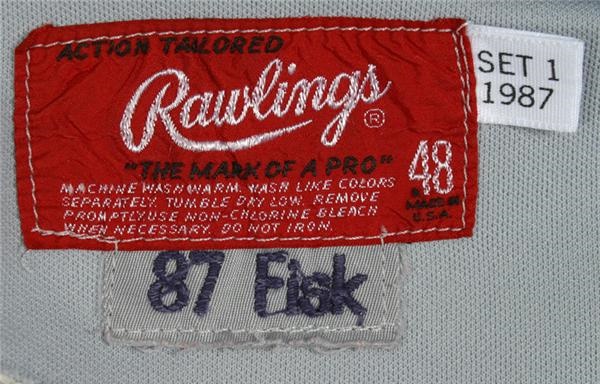 ACTION TAILORED
Rawlings ®
"THE MARK OF A PRO"
MACHINE WASH WARM. WASH LIKE COLORS
SEPARATELY. TUMBLE DRY LOW. REMOVE
PROMPTLY. USE NON-CHLORINE BLEACH
WHEN NECESSARY. DO NOT IRON.
48
MADE IN
U.S.A.
SET 1
1987
87 Fisk